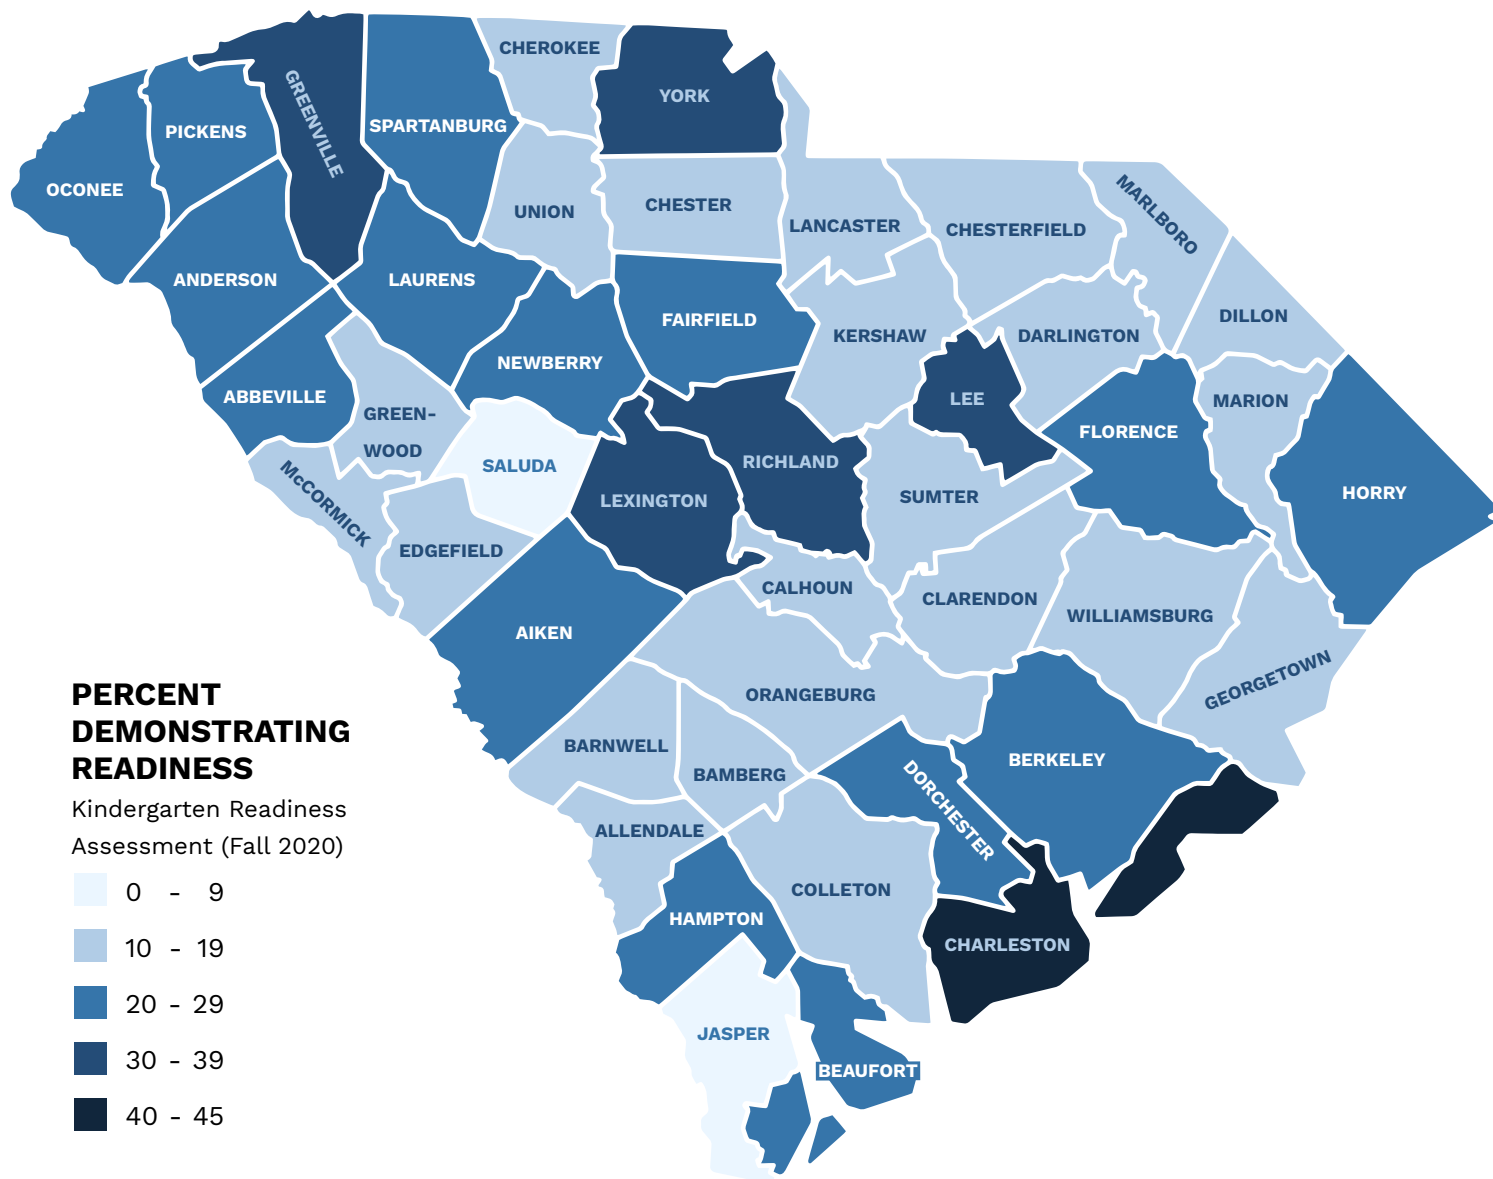 CHEROKEE
GREENVILLE
YORK
SPARTANBURG
PICKENS
OCONEE
UNION
CHESTER
LANCASTER
CHESTERFIELD
MARLBORO
ANDERSON
LAURENS
FAIRFIELD
KERSHAW
DARLINGTON
DILLON
NEWBERRY
ABBEVILLE
GREEN-
WOOD
LEE
MARION
FLORENCE
SALUDA
RICHLAND
LEXINGTON
SUMTER
HORRY
McCORMICK
EDGEFIELD
CALHOUN
CLARENDON
WILLIAMSBURG
AIKEN
ORANGEBURG
GEORGETOWN
BARNWELL
BAMBERG
BERKELEY
DORCHESTER
ALLENDALE
COLLETON
HAMPTON
CHARLESTON
JASPER
BEAUFORT
PERCENT
DEMONSTRATING
READINESS
Kindergarten Readiness
Assessment (Fall 2020)
0 - 9
10 - 19
20 - 29
30 - 39
40 - 45